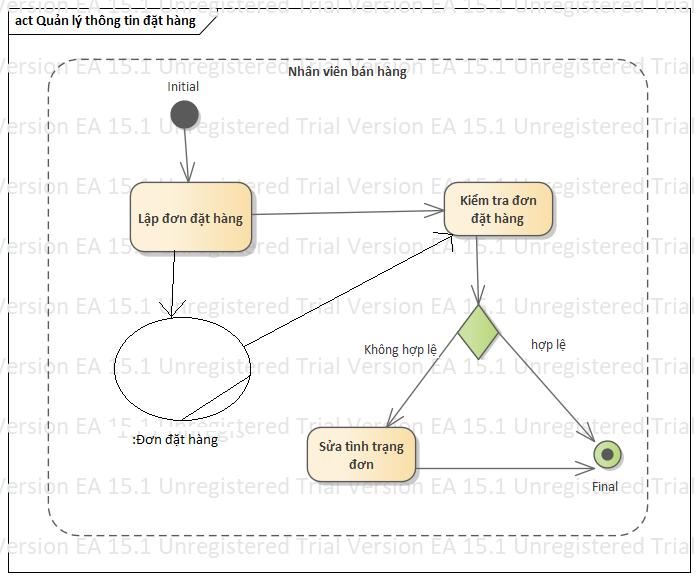 act Quản lý thông tin đặt hàng
Version EA 15.1 Unregistered Trial Version EA 15.1 Unregistered Trial
Nhân viên bán hàng
Initial
Lập đơn đặt hàng
Kiểm tra đơn
đặt hàng
Không hợp lệ
hợp lệ
:Đơn đặt hàng
Sửa tình trạng
đơn
Final